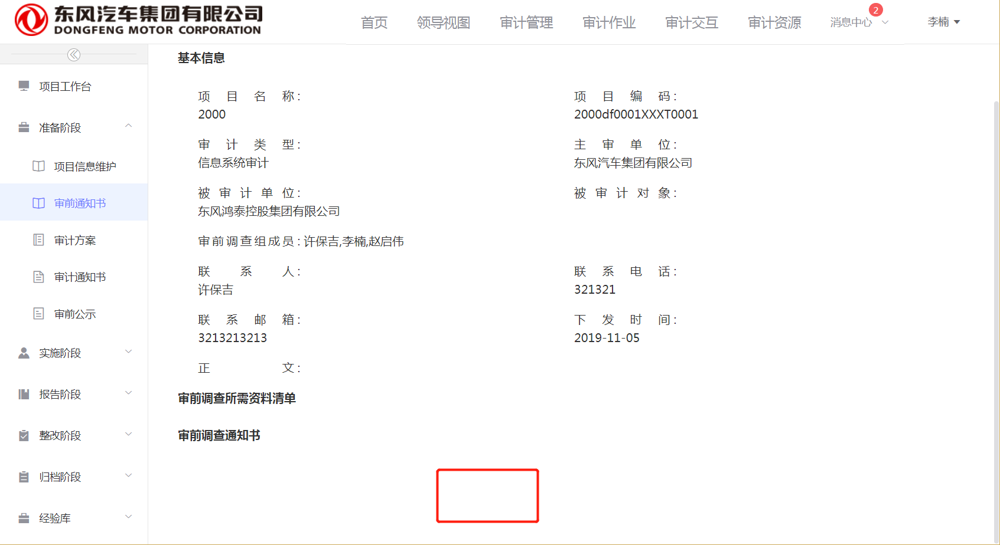 东风汽车集团有限公司
DONGFENG MOTOR CORPORATION
首页 领导视图 审计管理 审计作业 审计交互 审计资源 消息中心 2 李楠
项目工作台
准备阶段
项目信息维护
审前通知书
审计方案
审计通知书
审前公示
实施阶段
报告阶段
整改阶段
归档阶段
经验库
基本信息
项目名称: 项目编码:
2000 2000df0001XXXT0001
审计类型: 主审单位:
信息系统审计 东风汽车集团有限公司
被审计单位: 被审计对象:
东风鸿泰控股集团有限公司
审前调查组成员: 许保吉,李楠,赵启伟
联系人: 联系电话:
许保吉 321321
联系邮箱: 下发时间:
3213213213 2019-11-05
正文:
审前调查所需资料清单
审前调查通知书